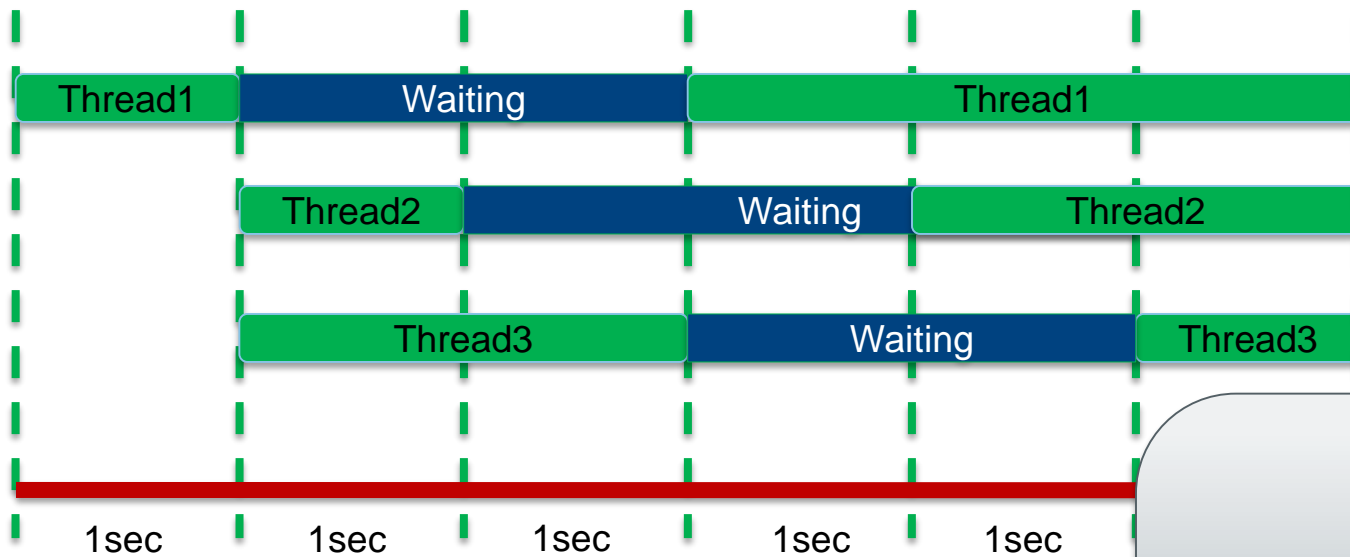 Thread1 Waiting Thread1
Thread2 Waiting Thread2
Thread3 Waiting Thread3
1sec 1sec 1sec 1sec 1sec